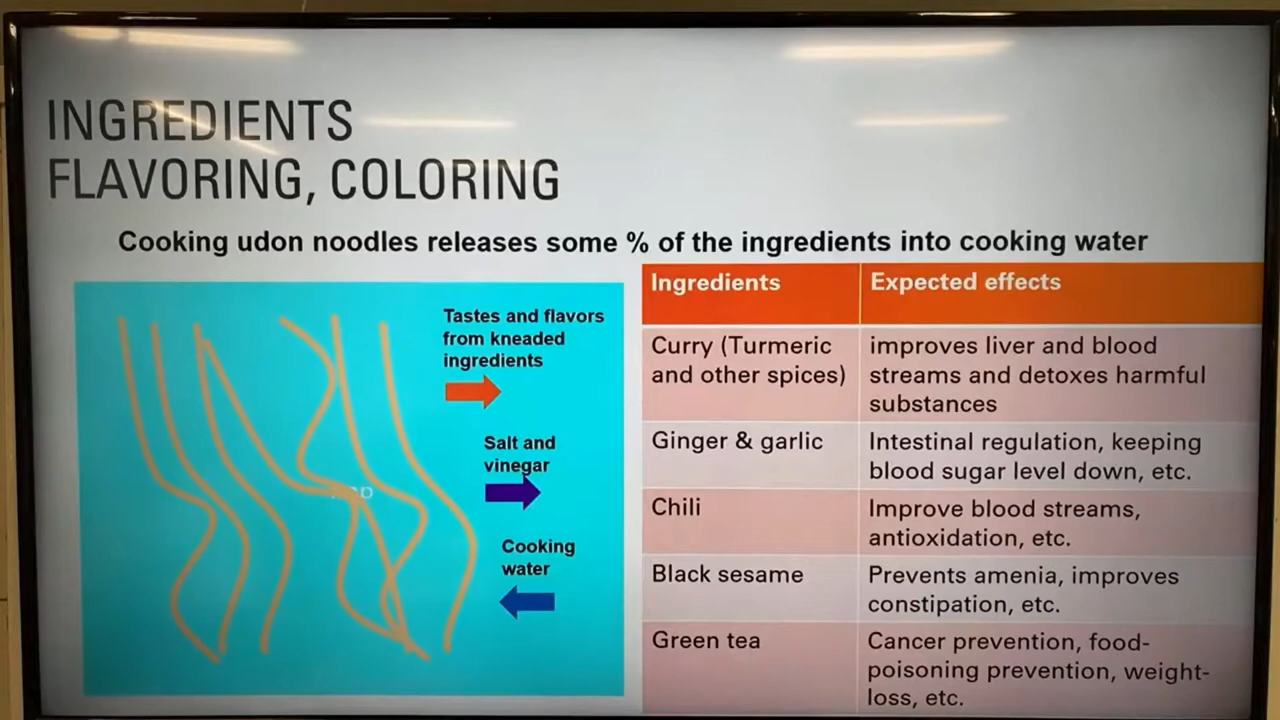 INGREDIENTS
FLAVORING, COLORING
Cooking udon noodles releases some % of the ingredients into cooking water
Tastes and flavors
from kneaded
ingredients
Salt and
vinegar
Cooking
water
Ingredients
Expected effects
Curry (Turmeric
and other spices)
improves liver and blood
streams and detoxes harmful
substances
Ginger & garlic
Intestinal regulation, keeping
blood sugar level down, etc.
Chili
Improve blood streams,
antioxidation, etc.
Black sesame
Prevents amenia, improves
constipation, etc.
Green tea
Cancer prevention, food-
poisoning prevention, weight-
loss, etc.